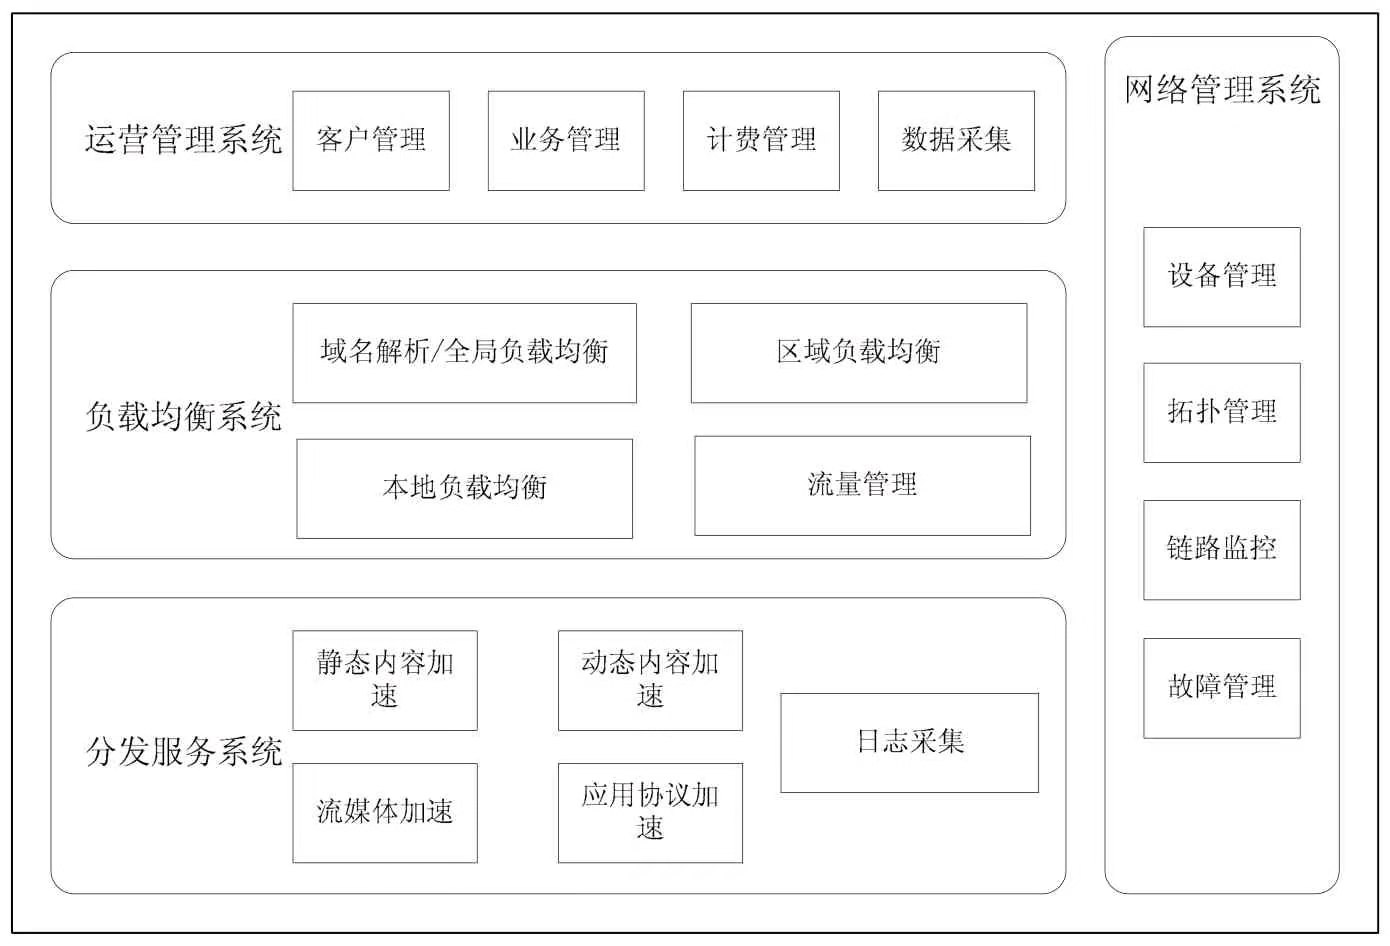 运营管理系统
客户管理
业务管理
计费管理
数据采集
负载均衡系统
域名解析/全局负载均衡
区域负载均衡
本地负载均衡
流量管理
分发服务系统
静态内容加
速
动态内容加
速
流媒体加速
应用协议加
速
日志采集
网络管理系统
设备管理
拓扑管理
链路监控
故障管理